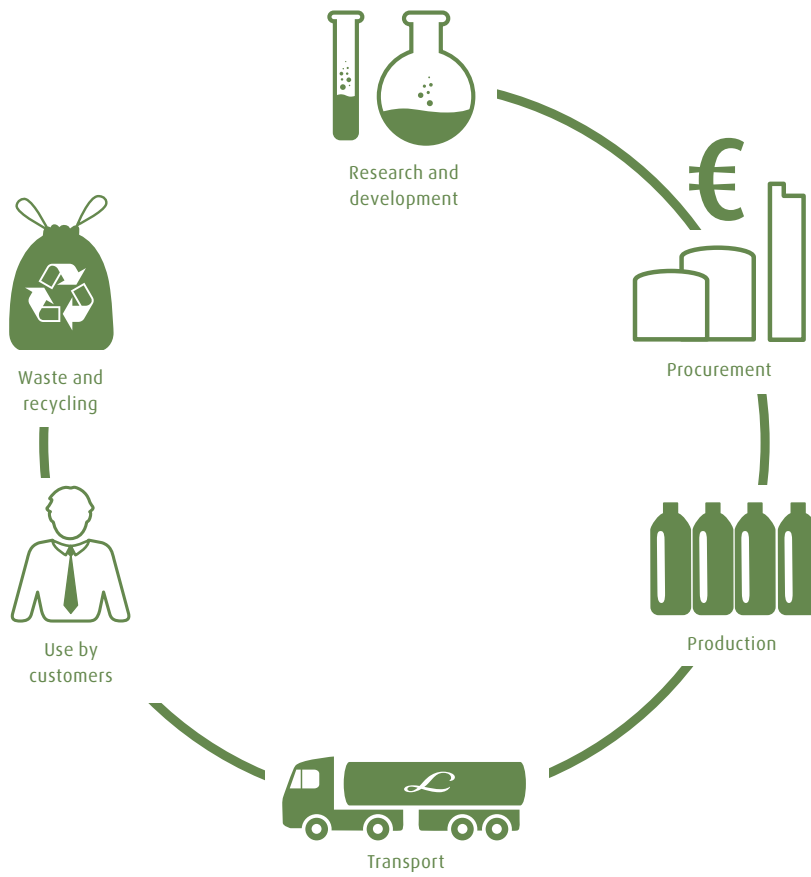 Research and
development
€
Procurement
Production
Transport
Use by
customers
Waste and
recycling